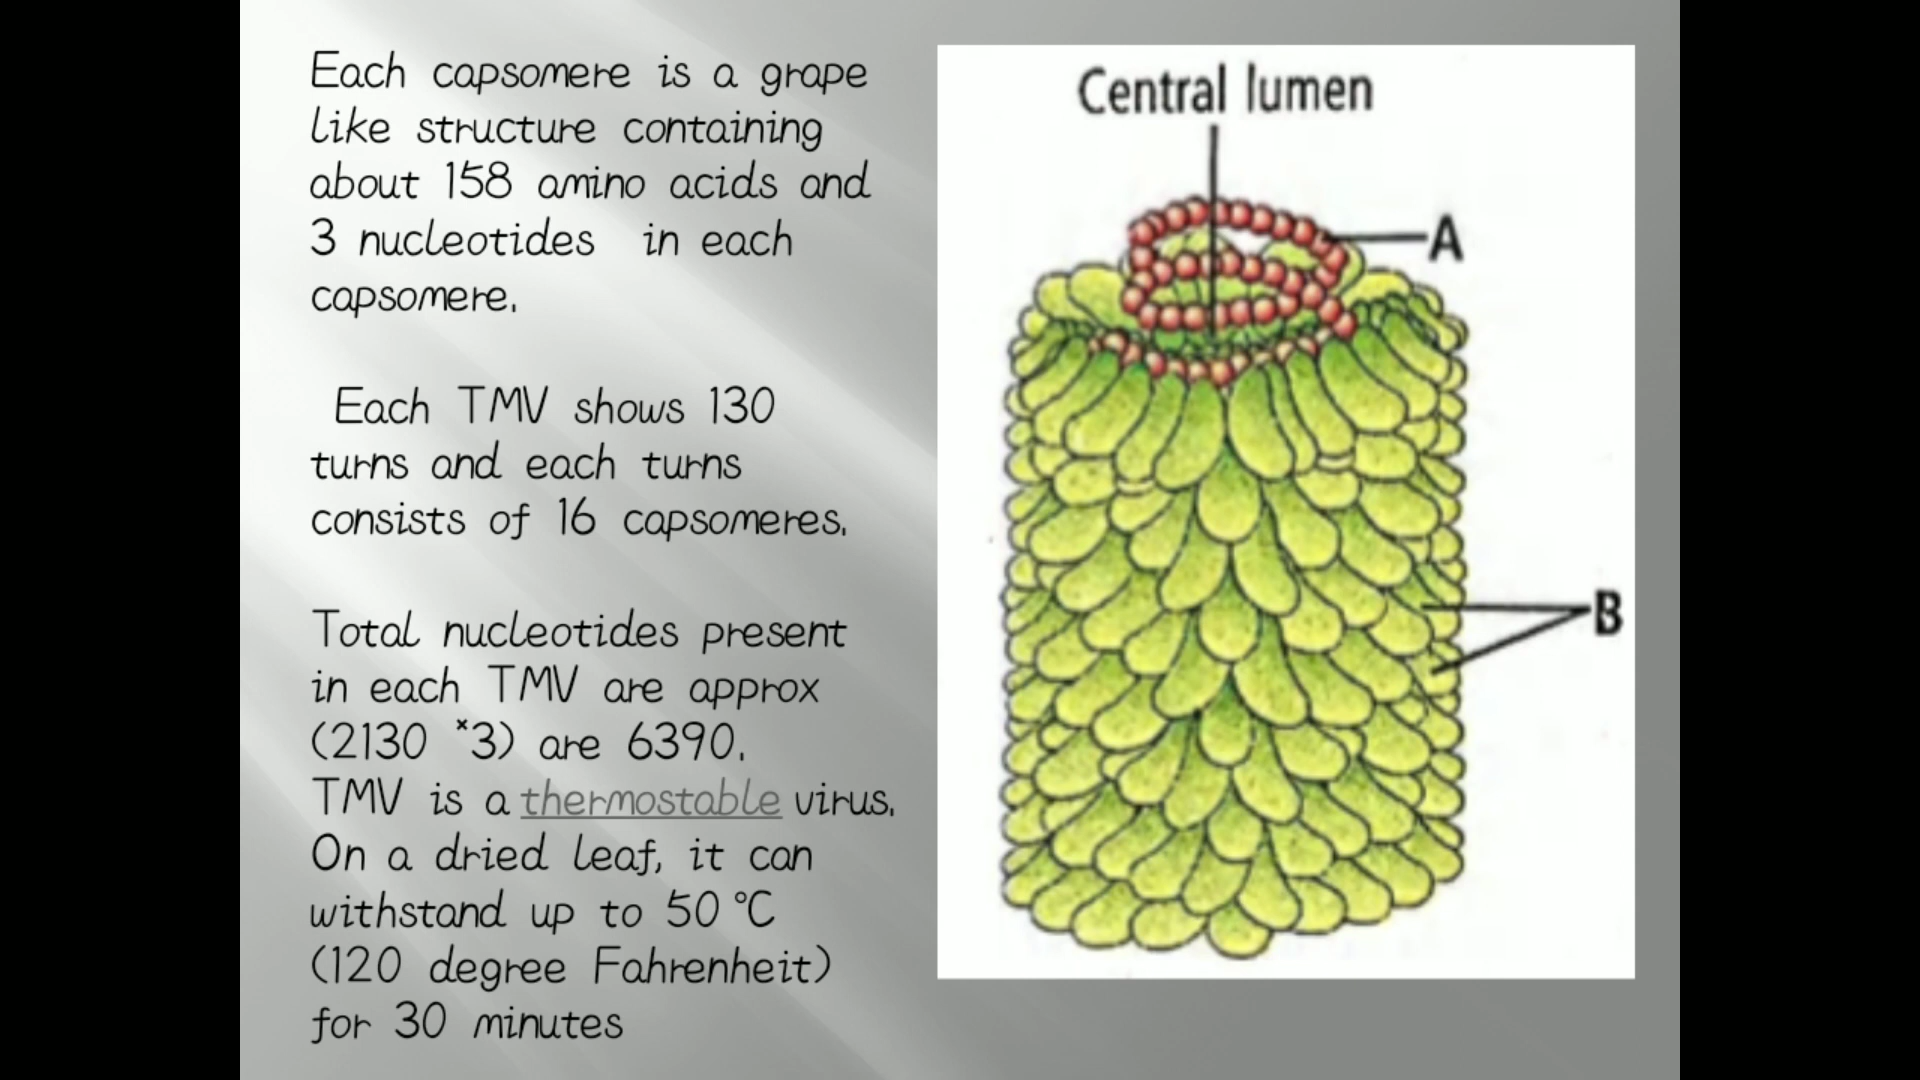 Each capsomere is a grape
like structure containing
about 158 amino acids and
3 nucleotides in each
capsomere.
Each TMV shows 130
turns and each turns
consists of 16 capsomeres.
Total nucleotides present
in each TMV are approx
(2130 *3) are 6390.
TMV is a thermostable virus.
On a dried leaf, it can
withstand up to 50 °C
(120 degree Fahrenheit)
for 30 minutes
Central lumen
A
B